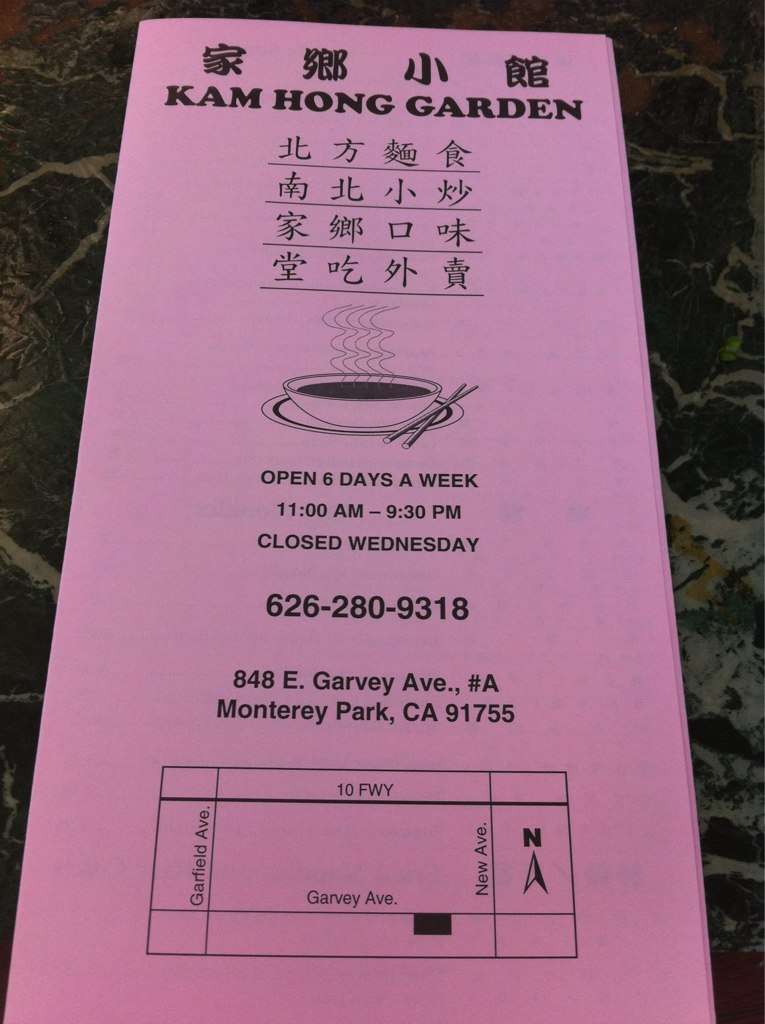 家鄉小館
KAM HONG GARDEN
北方麵食
南北小炒
家鄉口味
堂吃外賣
OPEN 6 DAYS A WEEK
11:00 AM – 9:30 PM
CLOSED WEDNESDAY
626-280-9318
848 E. Garvey Ave., #A
Monterey Park, CA 91755
10 FWY
Garfield Ave.
New Ave.
N
Garvey Ave.